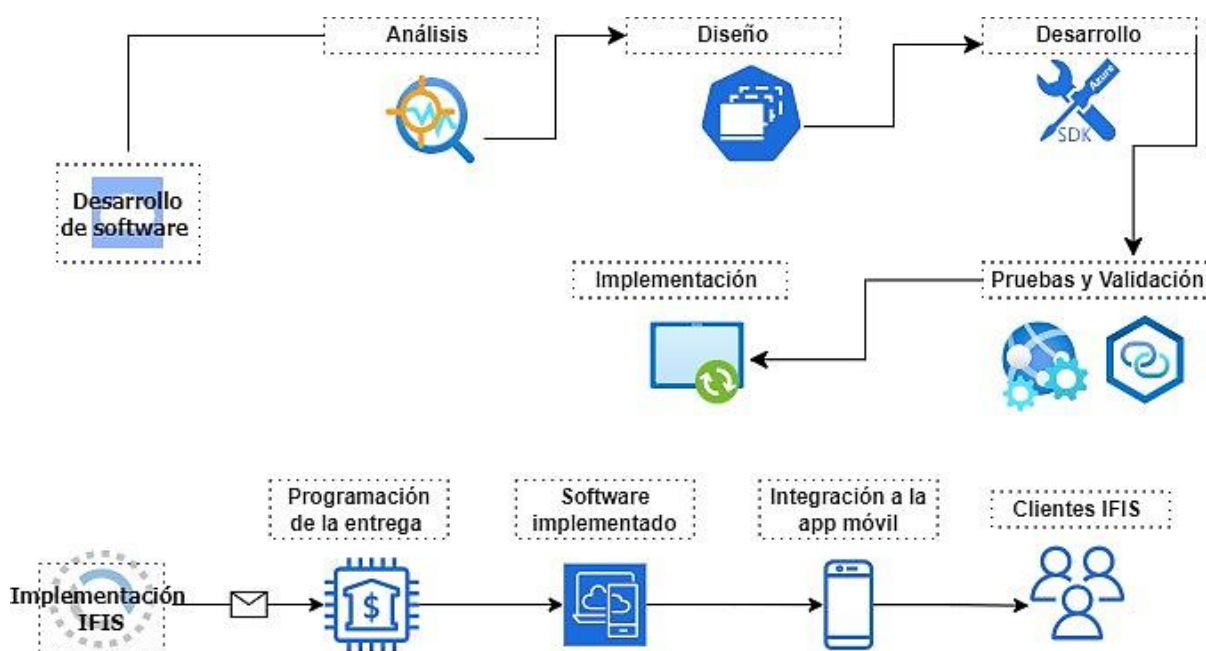 Análisis
Diseño
Desarrollo
Azure
SDK
Desarrollo
de software
Implementación
Pruebas y Validación
Programación
de la entrega
Software
implementado
Integración a la
app móvil
Clientes IFIS
Implementación
IFIS
$